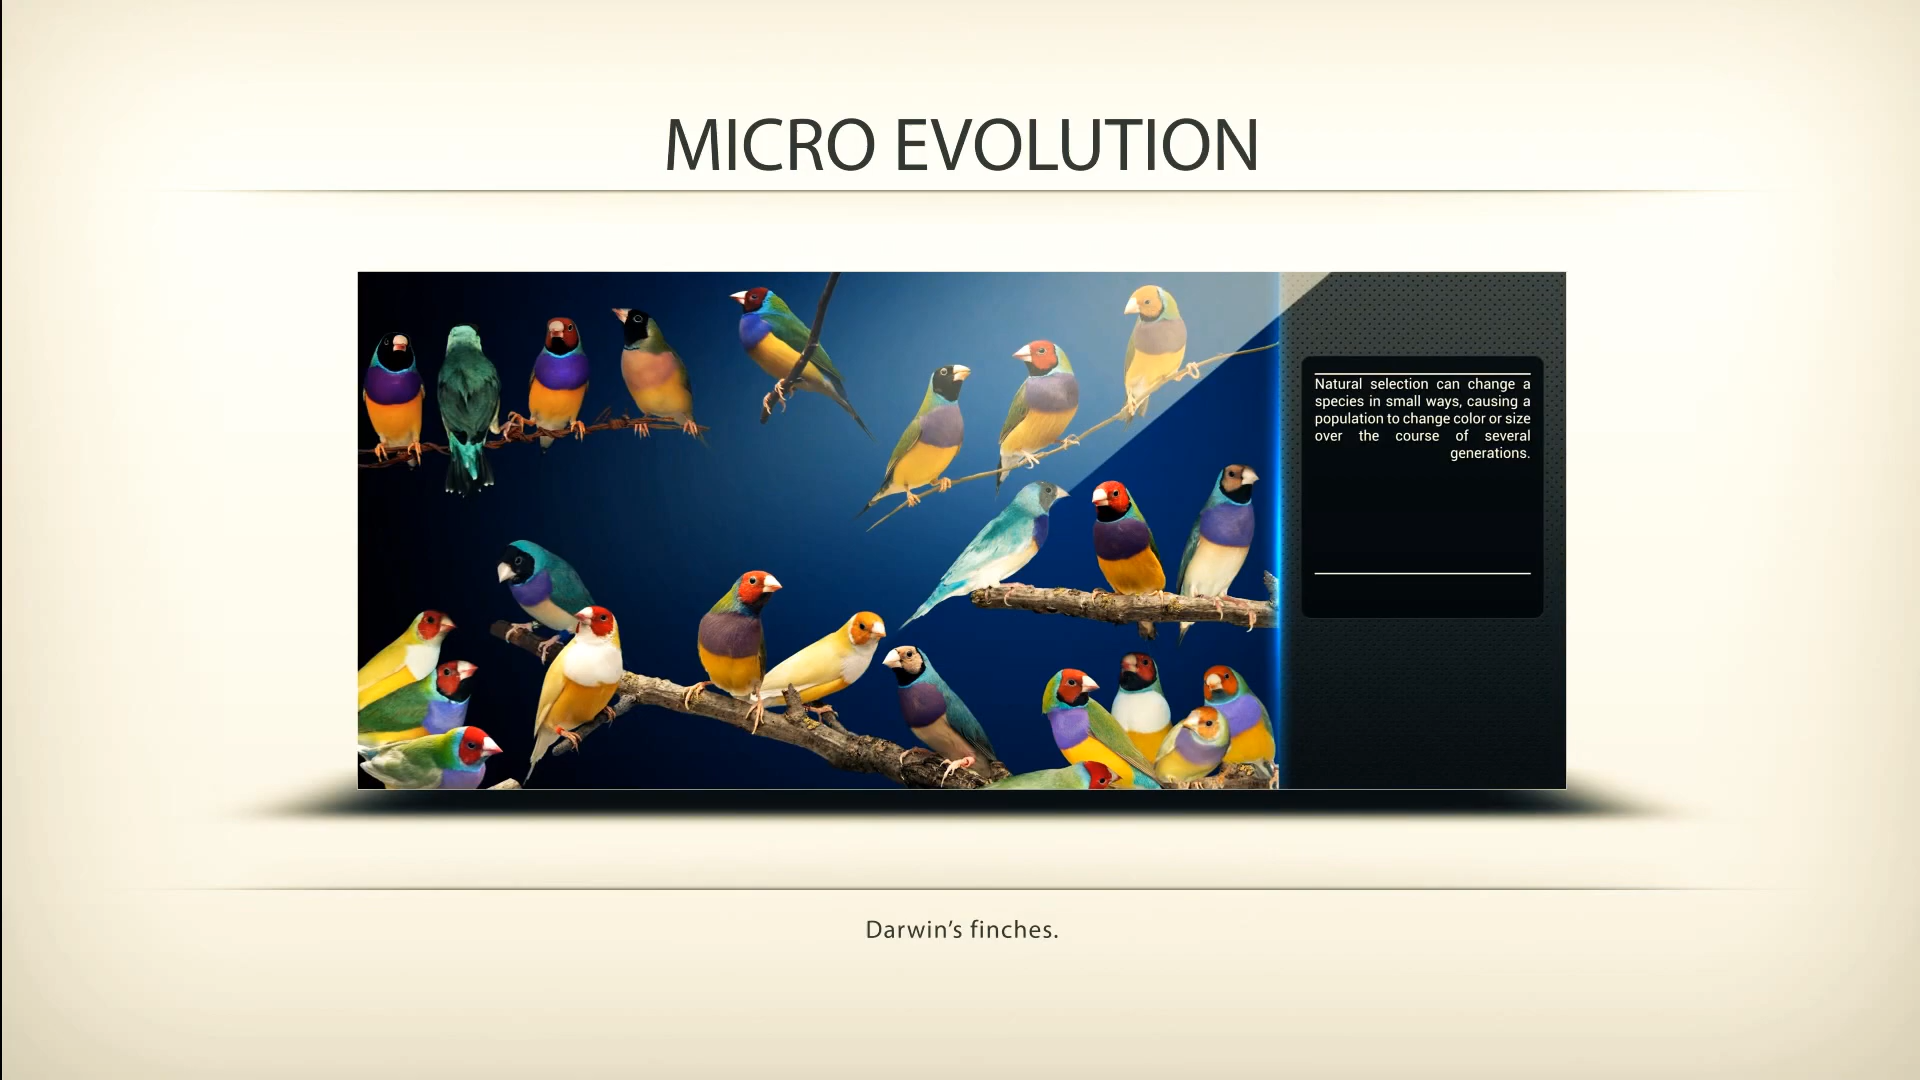 MICRO EVOLUTION
Natural selection can change a
species in small ways, causing a
population to change color or size
over the course of several
generations.
Darwin’s finches.